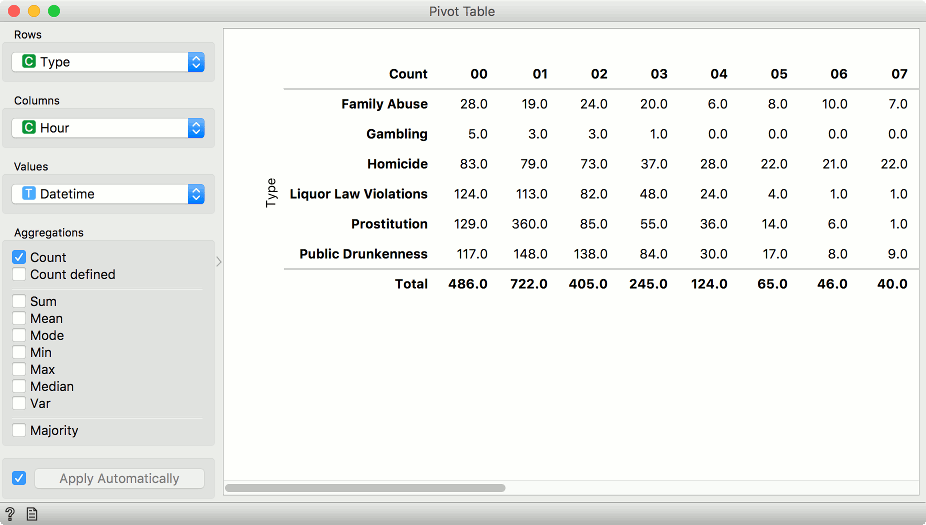 Pivot Table
Rows
C Type
Columns
C Hour
Values
T Datetime
Aggregations
Count
Count defined
Sum
Mean
Mode
Min
Max
Median
Var
Majority
Apply Automatically
?
Type
Count 00 01 02 03 04 05 06 07
Family Abuse 28.0 19.0 24.0 20.0 6.0 8.0 10.0 7.0
Gambling 5.0 3.0 3.0 1.0 0.0 0.0 0.0 0.0
Homicide 83.0 79.0 73.0 37.0 28.0 22.0 21.0 22.0
Liquor Law Violations 124.0 113.0 82.0 48.0 24.0 4.0 1.0 1.0
Prostitution 129.0 360.0 85.0 55.0 36.0 14.0 6.0 1.0
Public Drunkenness 117.0 148.0 138.0 84.0 30.0 17.0 8.0 9.0
Total 486.0 722.0 405.0 245.0 124.0 65.0 46.0 40.0